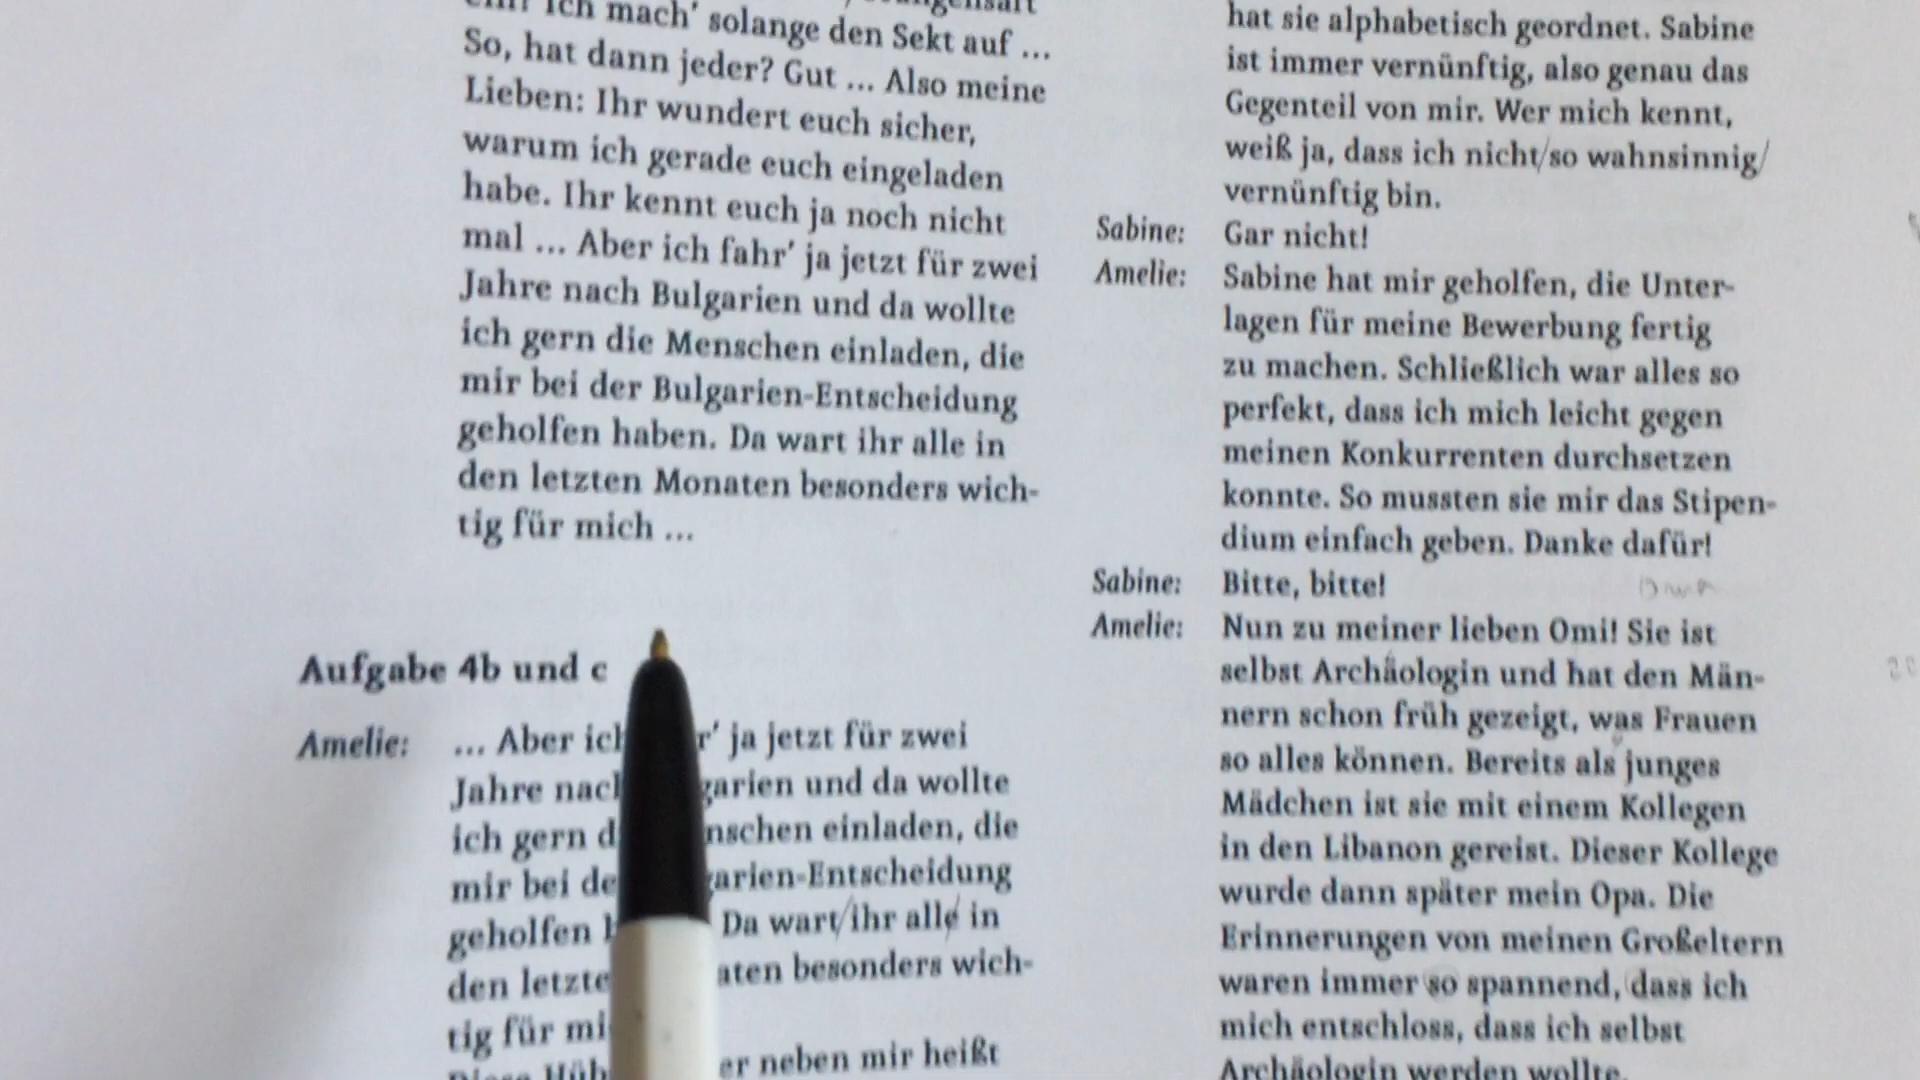 ein? Ich mach' solange den Sekt auf ...
So, hat dann jeder? Gut ... Also meine
Lieben: Ihr wundert euch sicher,
warum ich gerade euch eingeladen
habe. Ihr kennt euch ja noch nicht
mal ... Aber ich fahr' ja jetzt für zwei
Jahre nach Bulgarien und da wollte
ich gern die Menschen einladen, die
mir bei der Bulgarien-Entscheidung
geholfen haben. Da wart ihr alle in
den letzten Monaten besonders wich-
tig für mich ...
Aufgabe 4b und c
Amelie: ... Aber ich r' ja jetzt für zwei
Jahre nach garien und da wollte
ich gern d nschen einladen, die
mir bei de garien-Entscheidung
geholfen Da wart/ihr alle in
den letzte aten besonders wich-
tig für mi
er neben mir heißt
hat sie alphabetisch geordnet. Sabine
ist immer vernünftig, also genau das
Gegenteil von mir. Wer mich kennt,
weiß ja, dass ich nicht/so wahnsinnig/
vernünftig bin.
Sabine: Gar nicht!
Amelie: Sabine hat mir geholfen, die Unter-
lagen für meine Bewerbung fertig
zu machen. Schließlich war alles so
perfekt, dass ich mich leicht gegen
meinen Konkurrenten durchsetzen
konnte. So mussten sie mir das Stipen-
dium einfach geben. Danke dafür!
Sabine: Bitte, bitte!
Amelie: Nun zu meiner lieben Omi! Sie ist
selbst Archäologin und hat den Män-
nern schon früh gezeigt, was Frauen
so alles können. Bereits als junges
Mädchen ist sie mit einem Kollegen
in den Libanon gereist. Dieser Kollege
wurde dann später mein Opa. Die
Erinnerungen von meinen Großeltern
waren immer so spannend, dass ich
mich entschloss, dass ich selbst
Archäologin werden wollte.